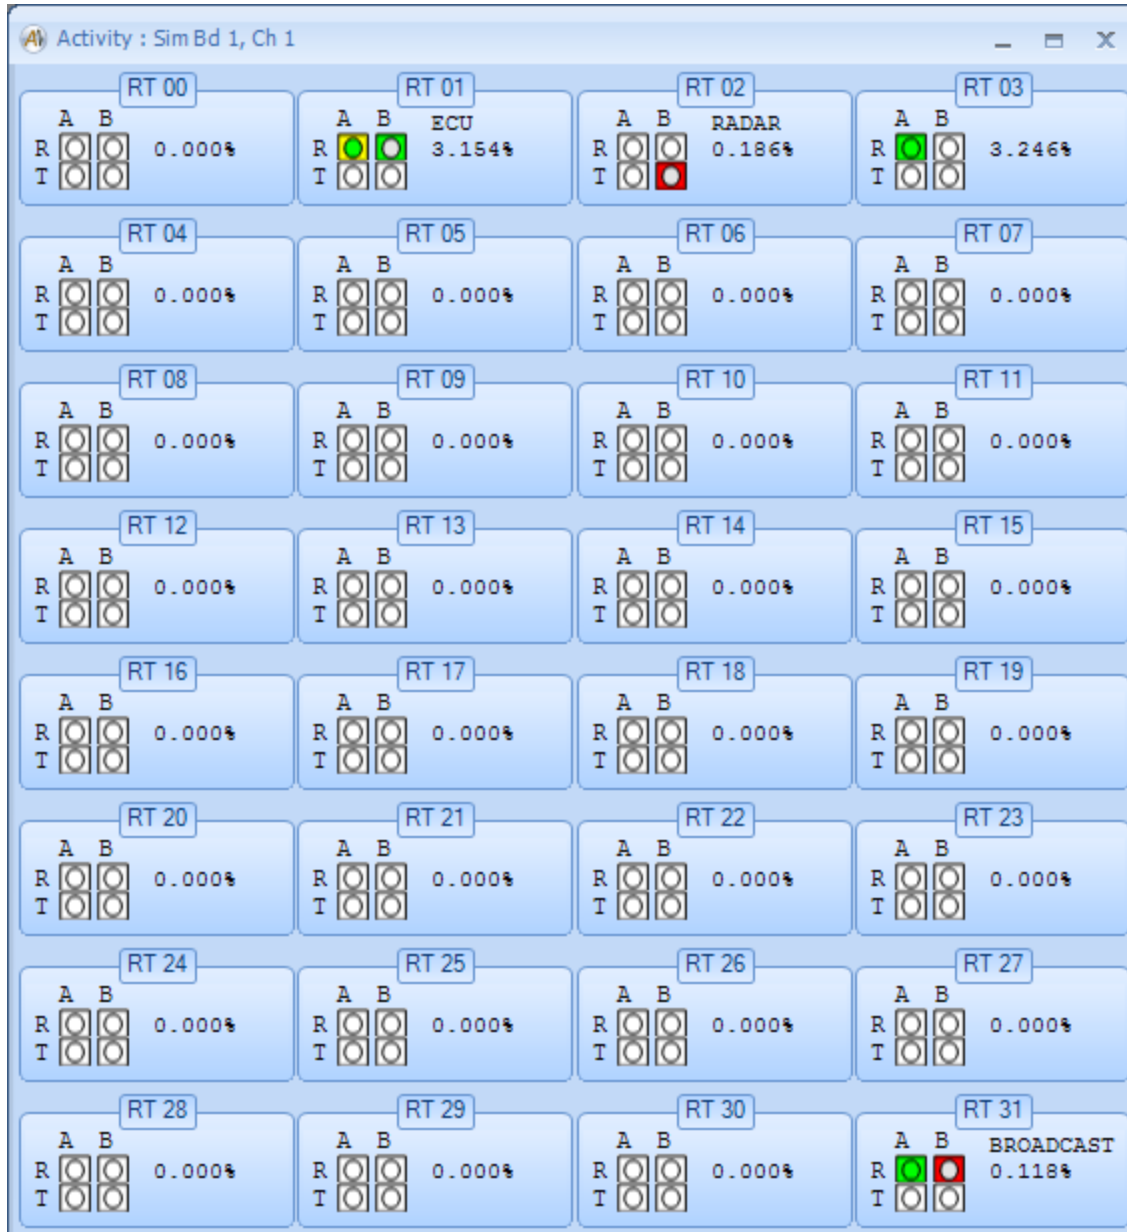 Activity : Sim Bd 1, Ch 1
RT 00
A B
R 0.000%
T
RT 01
A B ECU
R 3.154%
T
RT 02
A B RADAR
R 0.186%
T
RT 03
A B
R 3.246%
T
RT 04
A B
R 0.000%
T
RT 05
A B
R 0.000%
T
RT 06
A B
R 0.000%
T
RT 07
A B
R 0.000%
T
RT 08
A B
R 0.000%
T
RT 09
A B
R 0.000%
T
RT 10
A B
R 0.000%
T
RT 11
A B
R 0.000%
T
RT 12
A B
R 0.000%
T
RT 13
A B
R 0.000%
T
RT 14
A B
R 0.000%
T
RT 15
A B
R 0.000%
T
RT 16
A B
R 0.000%
T
RT 17
A B
R 0.000%
T
RT 18
A B
R 0.000%
T
RT 19
A B
R 0.000%
T
RT 20
A B
R 0.000%
T
RT 21
A B
R 0.000%
T
RT 22
A B
R 0.000%
T
RT 23
A B
R 0.000%
T
RT 24
A B
R 0.000%
T
RT 25
A B
R 0.000%
T
RT 26
A B
R 0.000%
T
RT 27
A B
R 0.000%
T
RT 28
A B
R 0.000%
T
RT 29
A B
R 0.000%
T
RT 30
A B
R 0.000%
T
RT 31
A B BROADCAST
R 0.118%
T